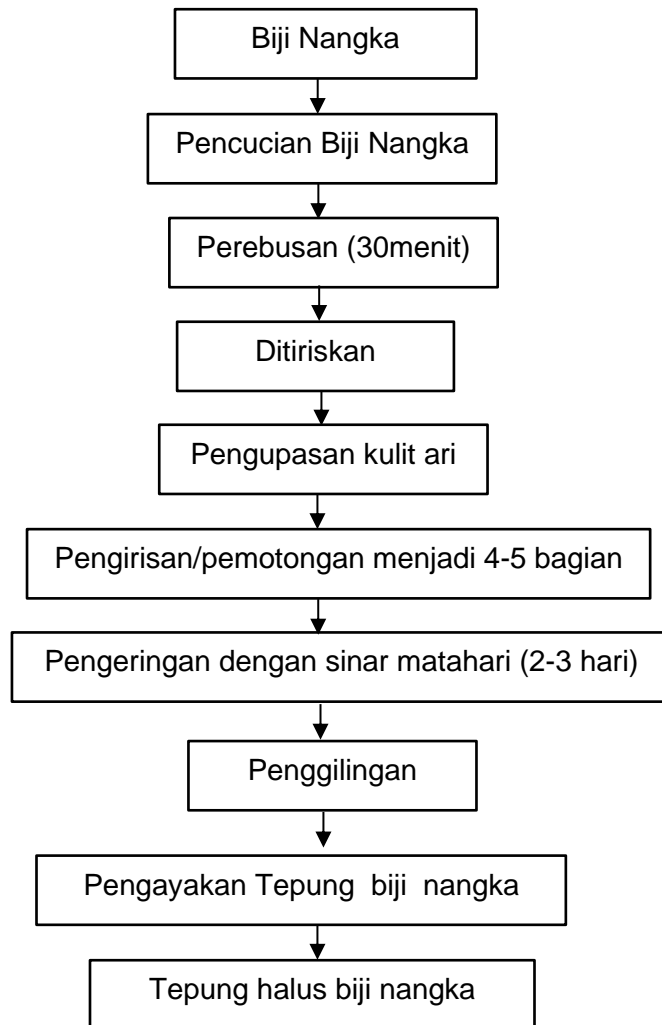 Biji Nangka
Pencucian Biji Nangka
Perebusan (30menit)
Ditiriskan
Pengupasan kulit ari
Pengirisan/pemotongan menjadi 4-5 bagian
Pengeringan dengan sinar matahari (2-3 hari)
Penggilingan
Pengayakan Tepung biji nangka
Tepung halus biji nangka